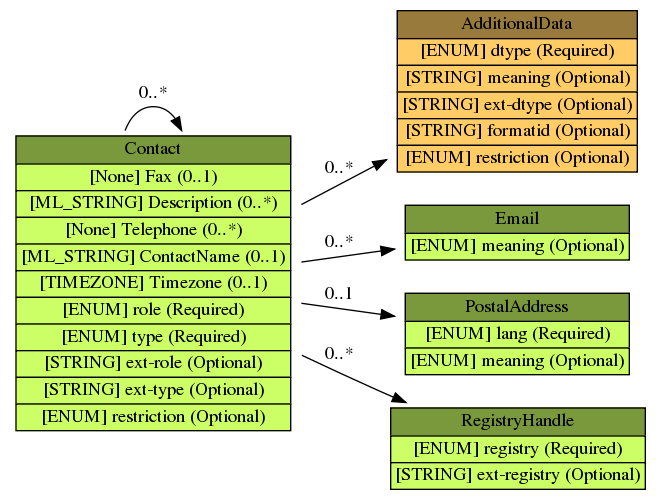 0..*
Contact
[None] Fax (0..1)
[ML_STRING] Description (0..*)
[None] Telephone (0..*)
[ML_STRING] ContactName (0..1)
[TIMEZONE] Timezone (0..1)
[ENUM] role (Required)
[ENUM] type (Required)
[STRING] ext-role (Optional)
[STRING] ext-type (Optional)
[ENUM] restriction (Optional)
0..*
0..*
0..1
0..*
AdditionalData
[ENUM] dtype (Required)
[STRING] meaning (Optional)
[STRING] ext-dtype (Optional)
[STRING] formatid (Optional)
[ENUM] restriction (Optional)
Email
[ENUM] meaning (Optional)
PostalAddress
[ENUM] lang (Required)
[ENUM] meaning (Optional)
RegistryHandle
[ENUM] registry (Required)
[STRING] ext-registry (Optional)